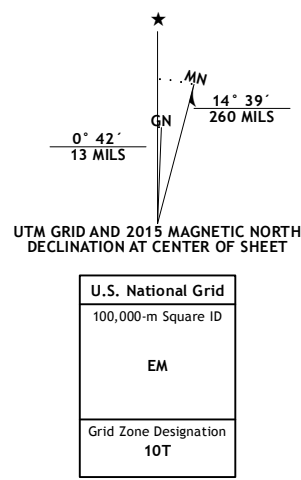 ★
MN
GN
14° 39´
260 MILS
0° 42´
13 MILS
UTM GRID AND 2015 MAGNETIC NORTH
DECLINATION AT CENTER OF SHEET
U.S. National Grid
100,000-m Square ID
EM
Grid Zone Designation
10T